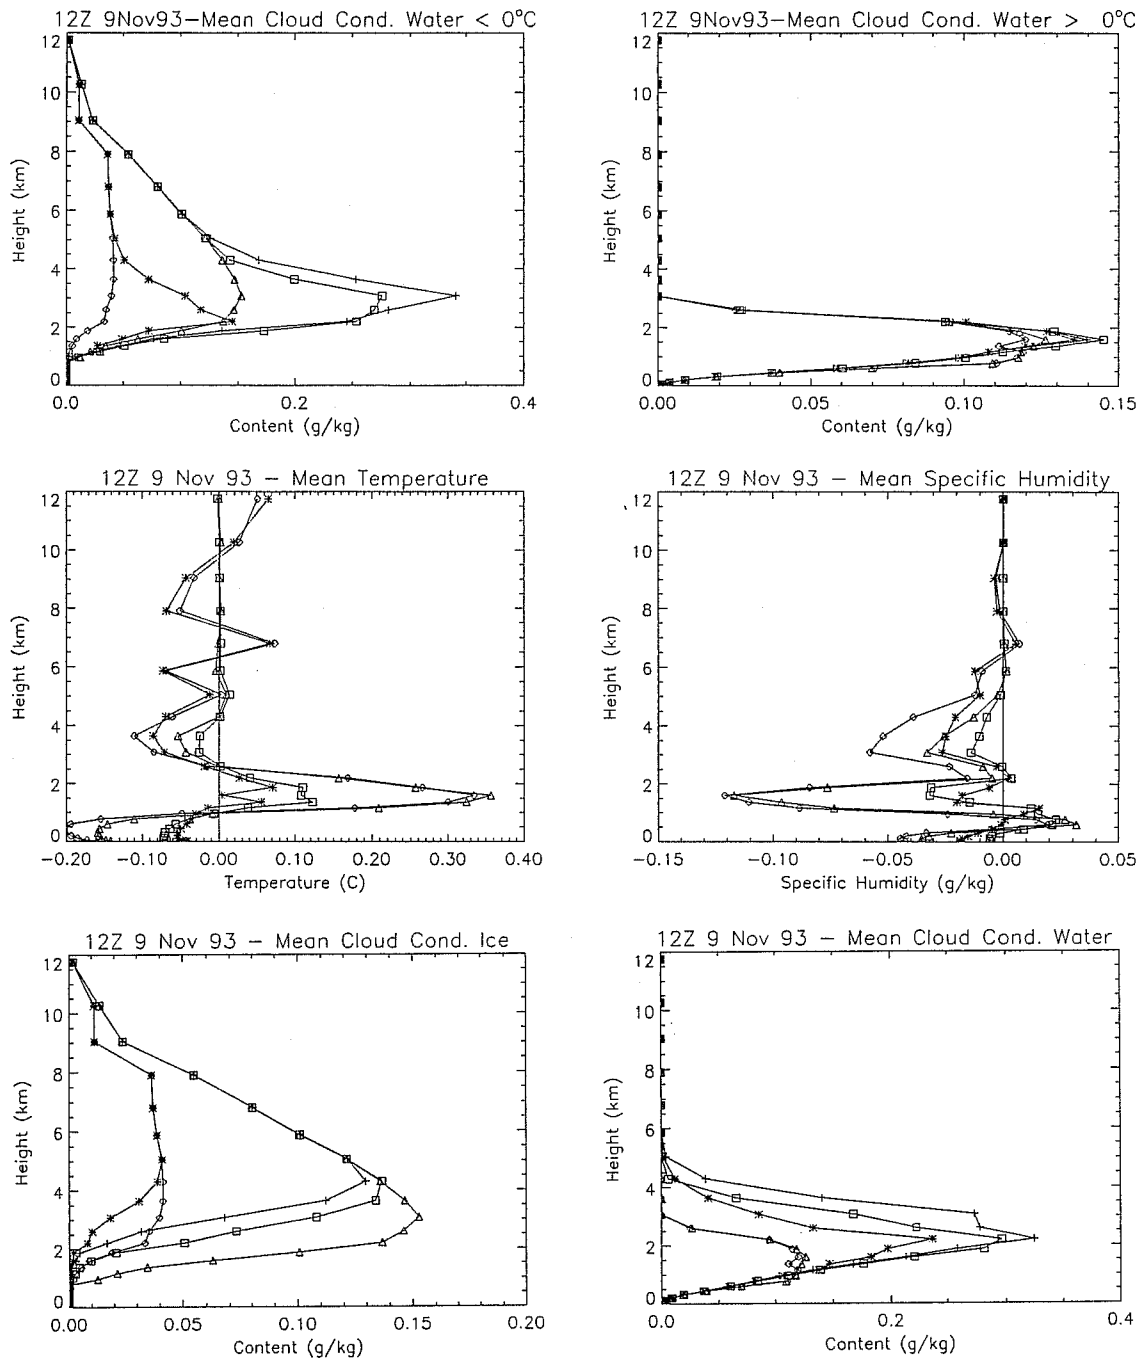 12Z 9Nov93-Mean Cloud Cond. Water < 0°C
12
10
8
6
4
2
0
Height (km)
0.0 0.2 0.4
Content (g/kg)
12Z 9Nov93-Mean Cloud Cond. Water > 0°C
12
10
8
6
4
2
0
Height (km)
0.00 0.05 0.10 0.15
Content (g/kg)
12Z 9 Nov 93 - Mean Temperature
12
10
8
6
4
2
0
Height (km)
-0.20 -0.10 0.00 0.10 0.20 0.30 0.40
Temperature (C)
12Z 9 Nov 93 - Mean Specific Humidity
12
10
8
6
4
2
0
Height (km)
-0.15 -0.10 -0.05 0.00 0.05
Specific Humidity (g/kg)
12Z 9 Nov 93 - Mean Cloud Cond. Ice
12
10
8
6
4
2
0
Height (km)
0.00 0.05 0.10 0.15 0.20
Content (g/kg)
12Z 9 Nov 93 - Mean Cloud Cond. Water
12
10
8
6
4
2
0
Height (km)
0.0 0.2 0.4
Content (g/kg)